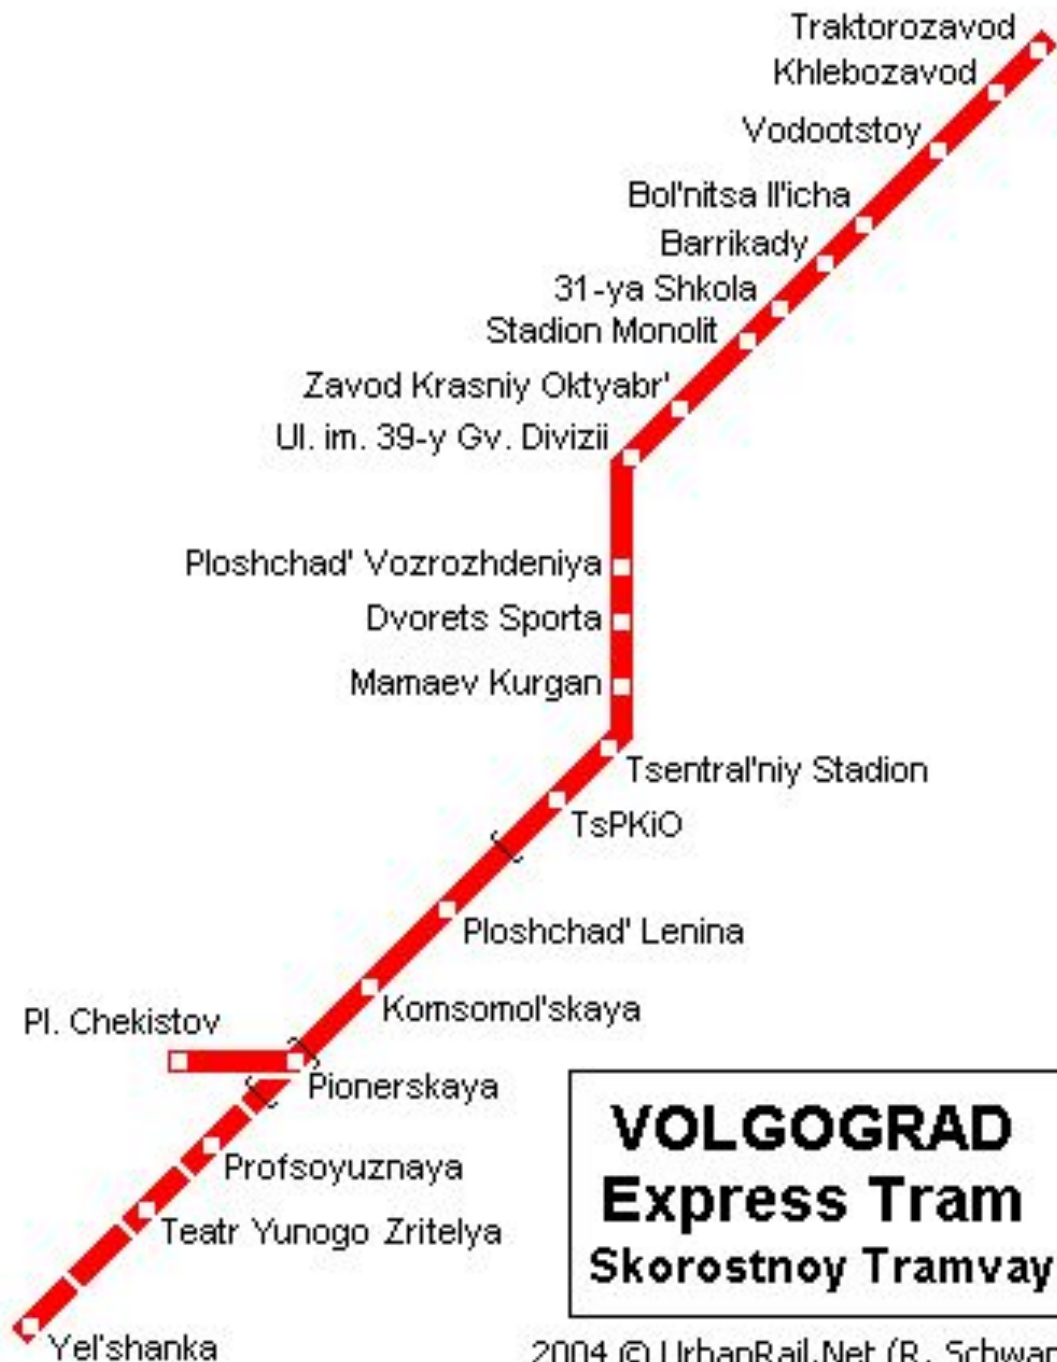 Traktorozavod
Khlebozavod
Vodootstoy
Bol'nitsa Il'icha
Barrikady
31-ya Shkola
Stadion Monolit
Zavod Krasniy Oktyabr'
Ul. im. 39-y Gv. Divizii
Ploshchad' Vozrozhdeniya
Dvorets Sporta
Mamaev Kurgan
Tsentral'niy Stadion
TsPKiO
Ploshchad' Lenina
Komsomol'skaya
Pl. Chekistov
Pionerskaya
Profsoyuznaya
Teatr Yunogo Zritelya
Yel'shanka
VOLGOGRAD
Express Tram
Skorostnoy Tramvay
2004 © UrbanRail.Net (R. Schwan